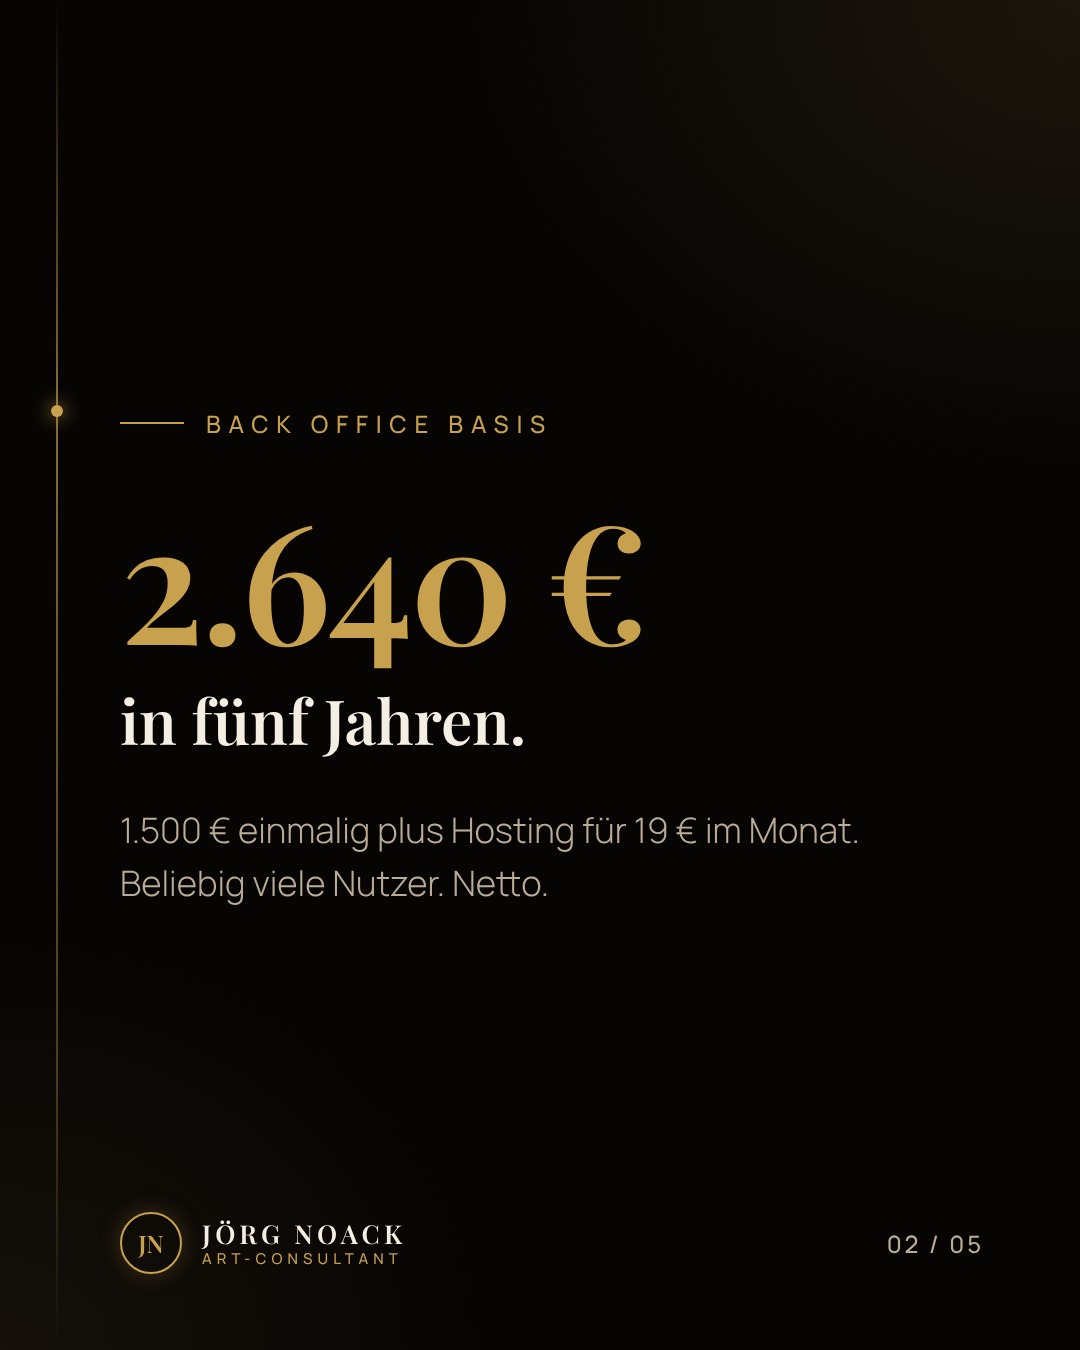 BACK OFFICE BASIS
2.640 €
in fünf Jahren.
1.500 € einmalig plus Hosting für 19 € im Monat.
Beliebig viele Nutzer. Netto.
JN
JÖRG NOACK
ART-CONSULTANT
02 / 05